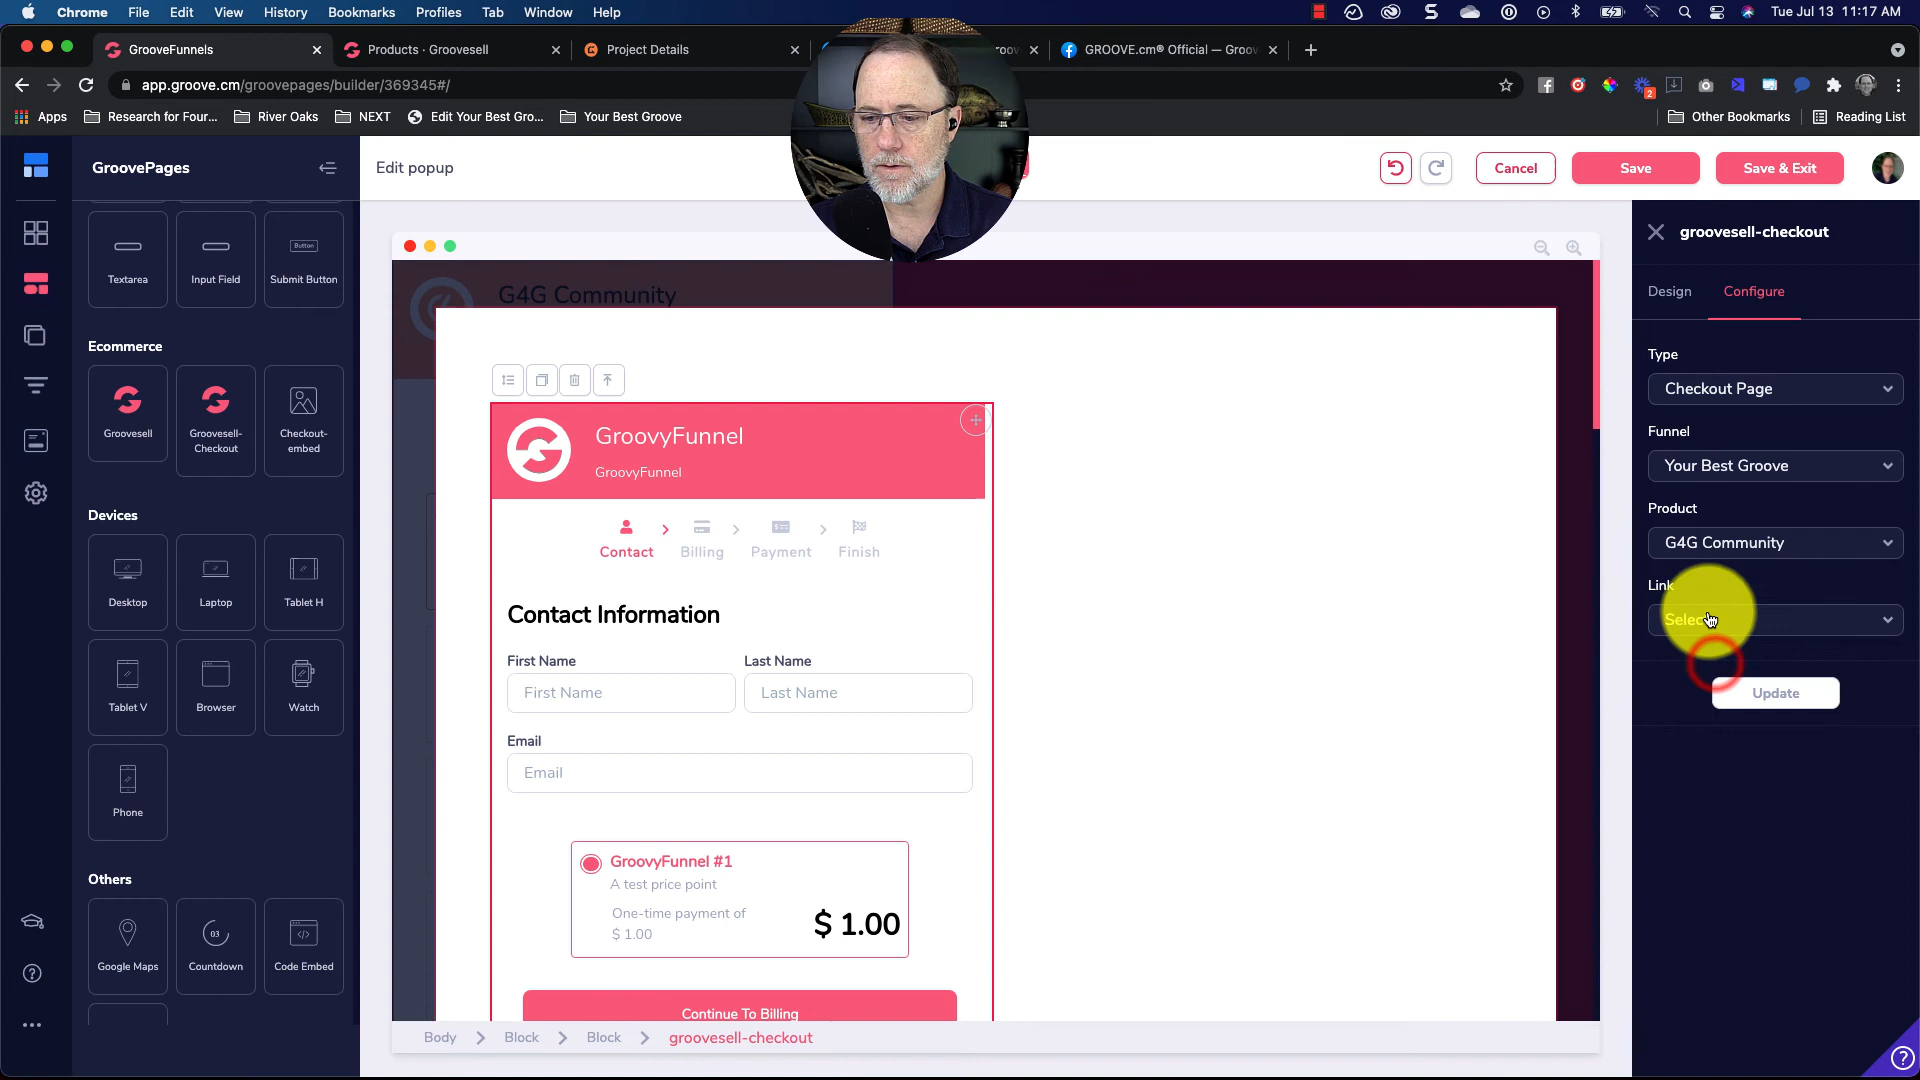 Chrome File Edit View History Bookmarks Profiles Tab Window Help Tue Jul 13 11:17 AM
GrooveFunnels Products · Groovesell Project Details GROOVE.cm® Official — Groov
app.groove.cm/groovepages/builder/369345#/ 2
Apps Research for Four... River Oaks NEXT Edit Your Best Gro... Your Best Groove Other Bookmarks Reading List
GroovePages Edit popup Cancel Save Save & Exit
Textarea Input Field Button Submit Button
groovesell-checkout
G4G Community
Design Configure
Ecommerce
Type
Checkout Page
Groovesell Groovesell-Checkout Checkout-embed
Funnel
Your Best Groove
GroovyFunnel
GroovyFunnel
Product
G4G Community
Devices
Contact Billing Payment Finish
Link
Selec
Desktop Laptop Tablet H
Contact Information
First Name Last Name
First Name Last Name
Update
Tablet V Browser Watch
Email
Email
Phone
GroovyFunnel #1
A test price point
One-time payment of
$ 1.00
$ 1.00
Others
03
Google Maps Countdown Code Embed
Continue To Billing
Body Block Block groovesell-checkout